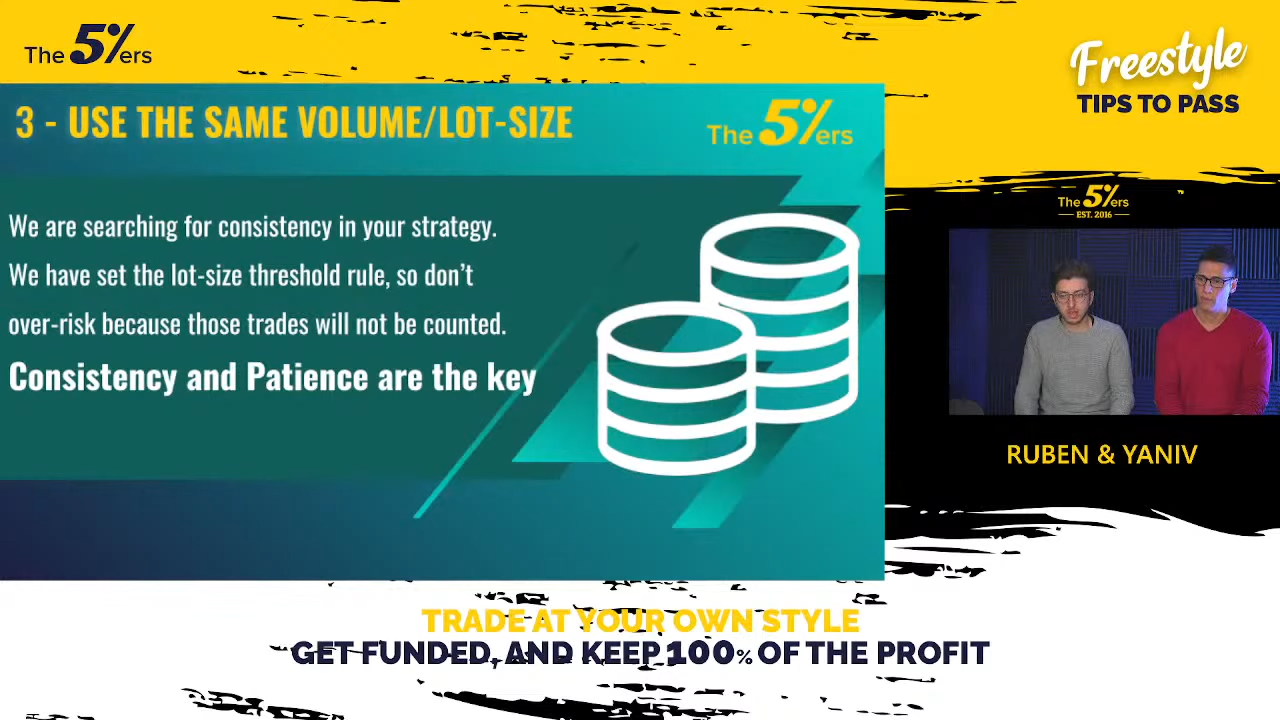 The 5%ers
Freestyle
TIPS TO PASS
3 - USE THE SAME VOLUME/LOT-SIZE
The 5%ers
We are searching for consistency in your strategy.
We have set the lot-size threshold rule, so don’t
over-risk because those trades will not be counted.
Consistency and Patience are the key
The 5%ers
EST. 2016
RUBEN & YANIV
TRADE AT YOUR OWN STYLE
GET FUNDED, AND KEEP 100% OF THE PROFIT